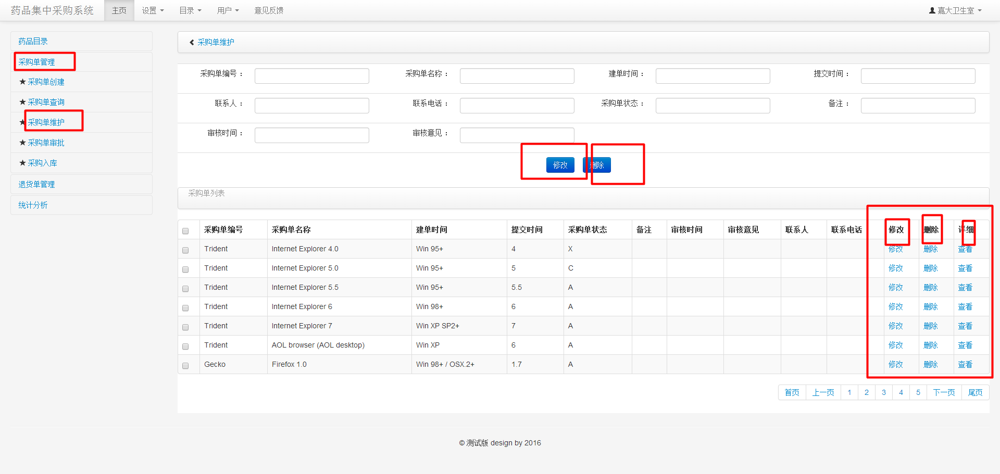 药品集中采购系统 主页 设置 目录 用户 意见反馈 嘉大卫生室
药品目录
采购单管理
★ 采购单创建
★ 采购单查询
★ 采购单维护
★ 采购单审批
★ 采购入库
退货单管理
统计分析
采购单维护
采购单编号： 采购单名称： 建单时间： 提交时间：
联系人： 联系电话： 采购单状态： 备注：
审核时间： 审核意见：
修改 删除
采购单列表
采购单编号 采购单名称 建单时间 提交时间 采购单状态 备注 审核时间 审核意见 联系人 联系电话 修改 删除 详细
Trident Internet Explorer 4.0 Win 95+ 4 X 修改 删除 查看
Trident Internet Explorer 5.0 Win 95+ 5 C 修改 删除 查看
Trident Internet Explorer 5.5 Win 95+ 5.5 A 修改 删除 查看
Trident Internet Explorer 6 Win 98+ 6 A 修改 删除 查看
Trident Internet Explorer 7 Win XP SP2+ 7 A 修改 删除 查看
Trident AOL browser (AOL desktop) Win XP 6 A 修改 删除 查看
Gecko Firefox 1.0 Win 98+ / OSX.2+ 1.7 A 修改 删除 查看
首页 上一页 1 2 3 4 5 下一页 尾页
© 测试版 design by 2016